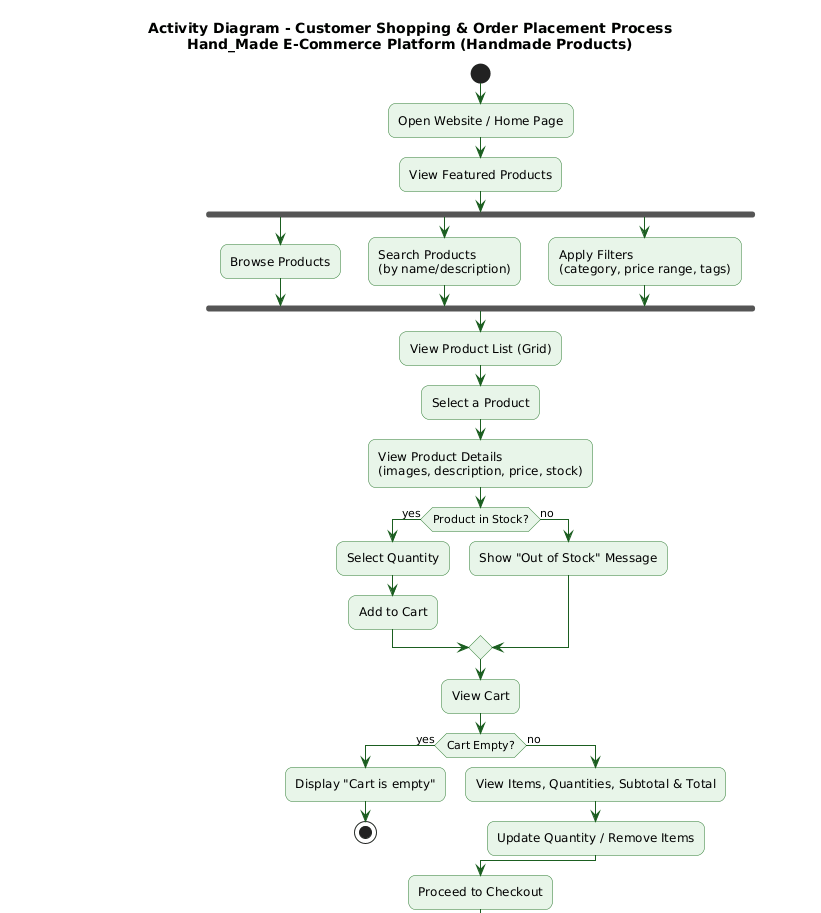 Activity Diagram - Customer Shopping & Order Placement Process
Hand_Made E-Commerce Platform (Handmade Products)
Open Website / Home Page
View Featured Products
Browse Products
Search Products
(by name/description)
Apply Filters
(category, price range, tags)
View Product List (Grid)
Select a Product
View Product Details
(images, description, price, stock)
yes
Product in Stock?
no
Select Quantity
Show "Out of Stock" Message
Add to Cart
View Cart
yes
Cart Empty?
no
Display "Cart is empty"
View Items, Quantities, Subtotal & Total
Update Quantity / Remove Items
Proceed to Checkout